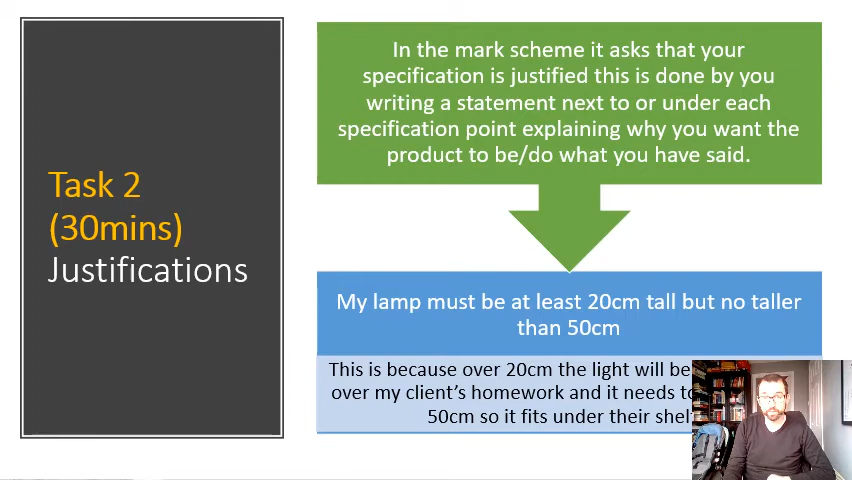 Task 2
(30mins)
Justifications
In the mark scheme it asks that your
specification is justified this is done by you
writing a statement next to or under each
specification point explaining why you want the
product to be/do what you have said.
My lamp must be at least 20cm tall but no taller
than 50cm
This is because over 20cm the light will be
over my client's homework and it needs to
50cm so it fits under their shelf